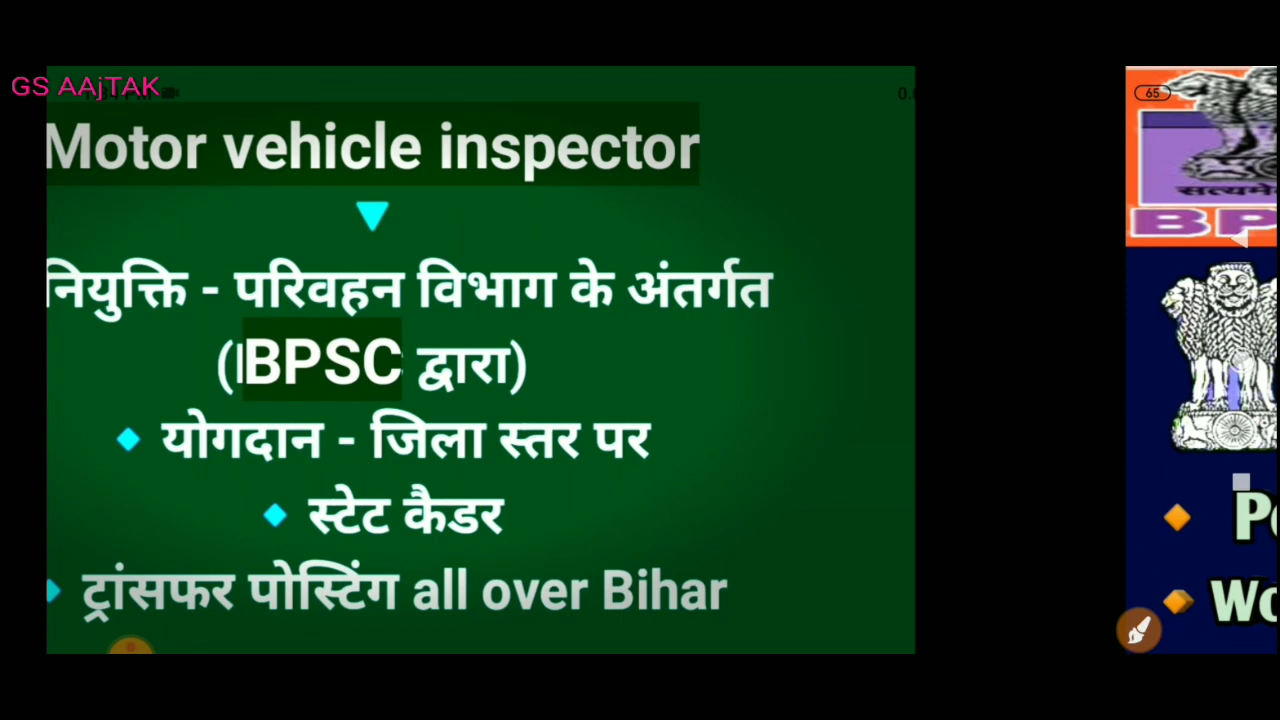 GS AAjTAK
65
Motor vehicle inspector
नियुक्ति - परिवहन विभाग के अंतर्गत
(BPSC द्वारा)
योगदान - जिला स्तर पर
स्टेट कैडर
ट्रांसफर पोस्टिंग all over Bihar
सत्यमे
BP
P
Wo